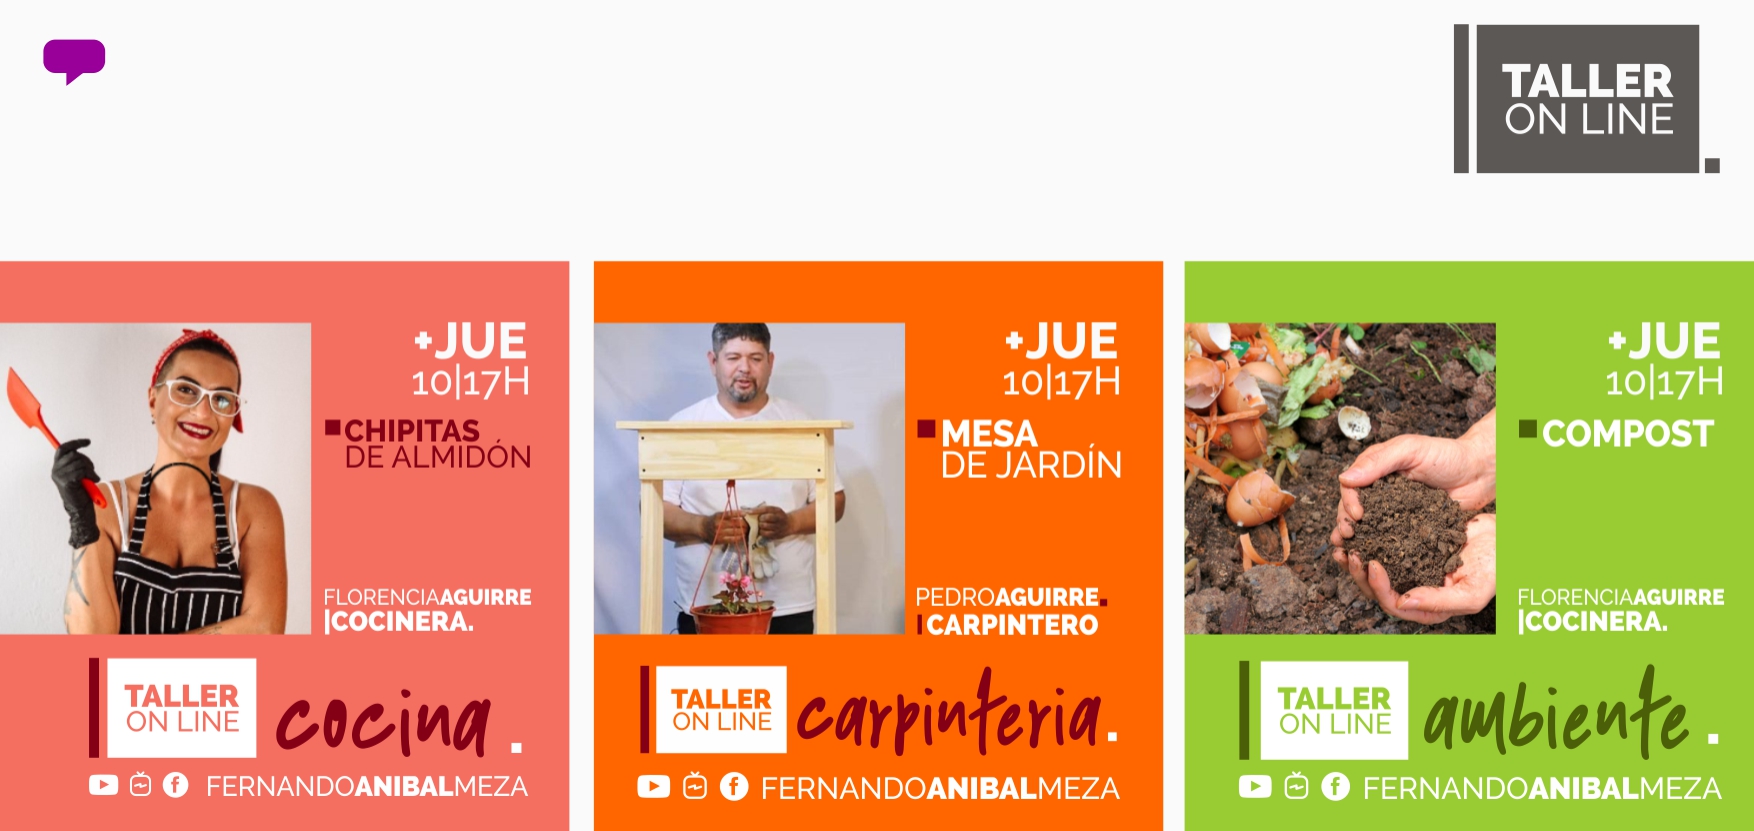 TALLER
ON LINE
+JUE
10|17H
CHIPITAS
DE ALMIDÓN
FLORENCIAAGUIRRE
|COCINERA.
TALLER
ON LINE
cocina.
FERNANDOANIBALMEZA
+JUE
10|17H
MESA
DE JARDÍN
PEDROAGUIRRE.
|CARPINTERO
TALLER
ON LINE
carpinteria.
FERNANDOANIBALMEZA
+JUE
10|17H
COMPOST
FLORENCIAAGUIRRE
|COCINERA.
TALLER
ON LINE
ambiente.
FERNANDOANIBALMEZA